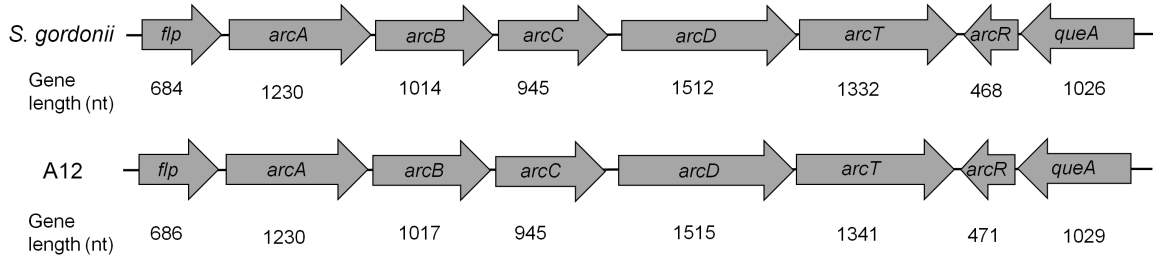 S. gordonii flp arcA arcB arcC arcD arcT arcR queA
Gene
length (nt) 684 1230 1014 945 1512 1332 468 1026
A12 flp arcA arcB arcC arcD arcT arcR queA
Gene
length (nt) 686 1230 1017 945 1515 1341 471 1029